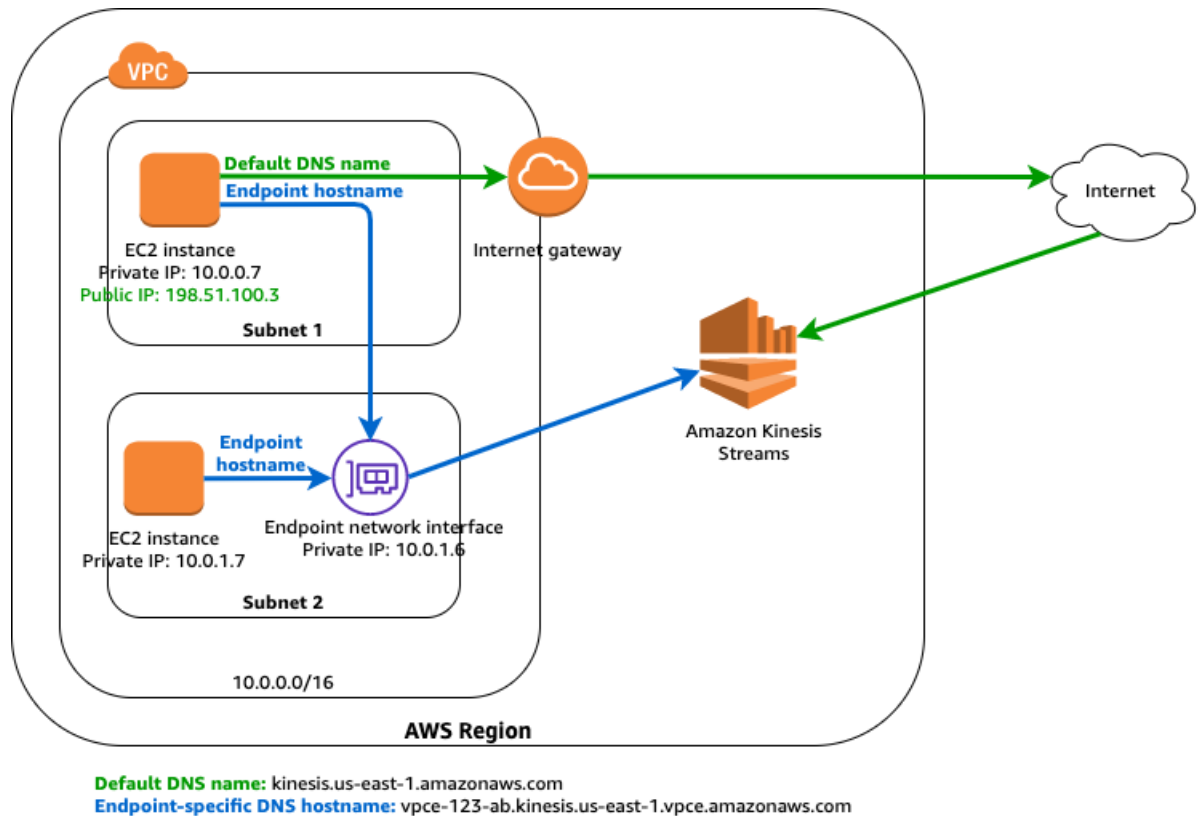 VPC
Default DNS name
Endpoint hostname
EC2 instance
Private IP: 10.0.0.7
Public IP: 198.51.100.3
Subnet 1
Internet gateway
Internet
Amazon Kinesis
Streams
Endpoint
hostname
EC2 instance
Private IP: 10.0.1.7
Endpoint network interface
Private IP: 10.0.1.6
Subnet 2
10.0.0.0/16
AWS Region
Default DNS name: kinesis.us-east-1.amazonaws.com
Endpoint-specific DNS hostname: vpce-123-ab.kinesis.us-east-1.vpce.amazonaws.com